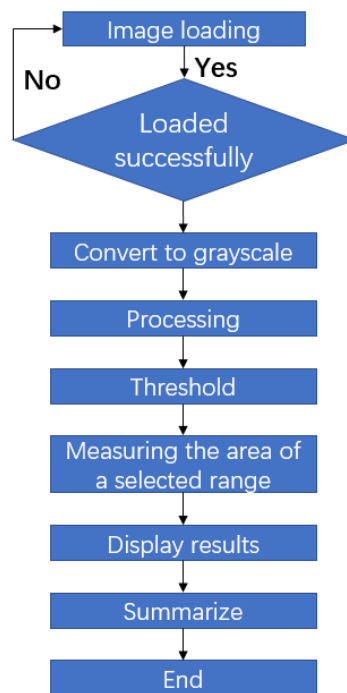 Image loading
No
Yes
Loaded
successfully
Convert to grayscale
Processing
Threshold
Measuring the area of
a selected range
Display results
Summarize
End